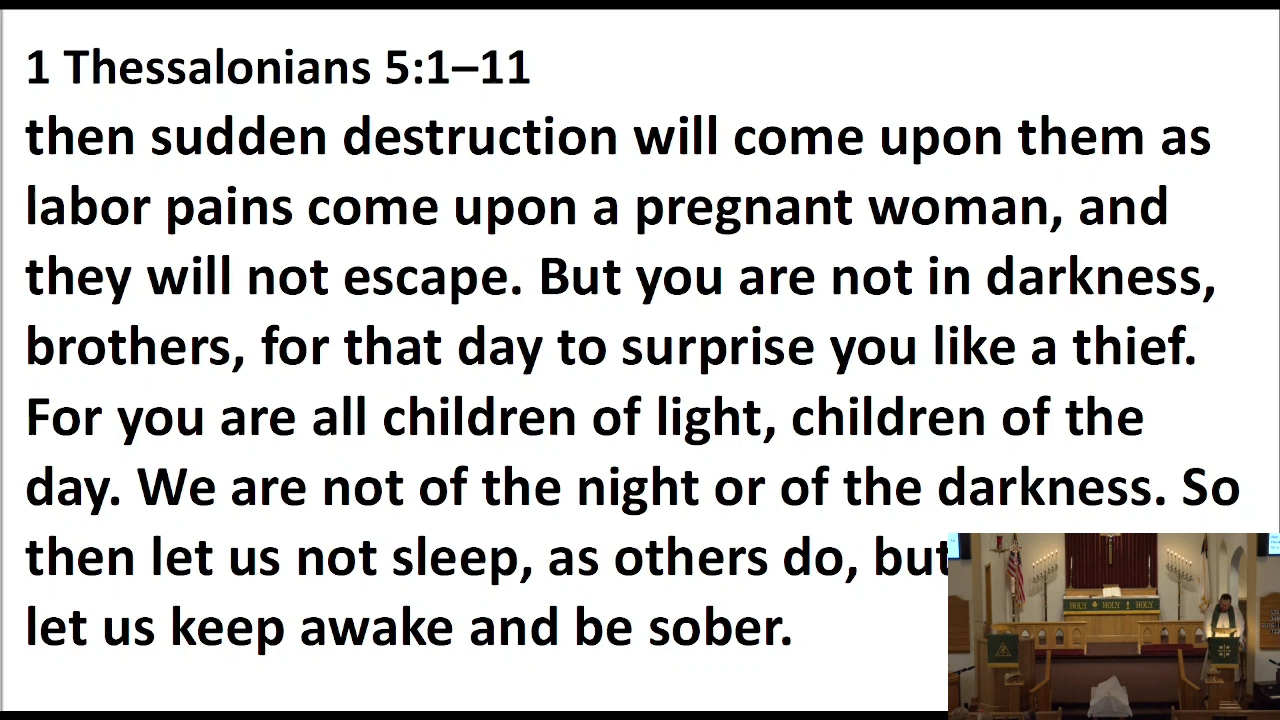 1 Thessalonians 5:1–11
then sudden destruction will come upon them as
labor pains come upon a pregnant woman, and
they will not escape. But you are not in darkness,
brothers, for that day to surprise you like a thief.
For you are all children of light, children of the
day. We are not of the night or of the darkness. So
then let us not sleep, as others do, but
let us keep awake and be sober.
HOLY HOLY HOLY